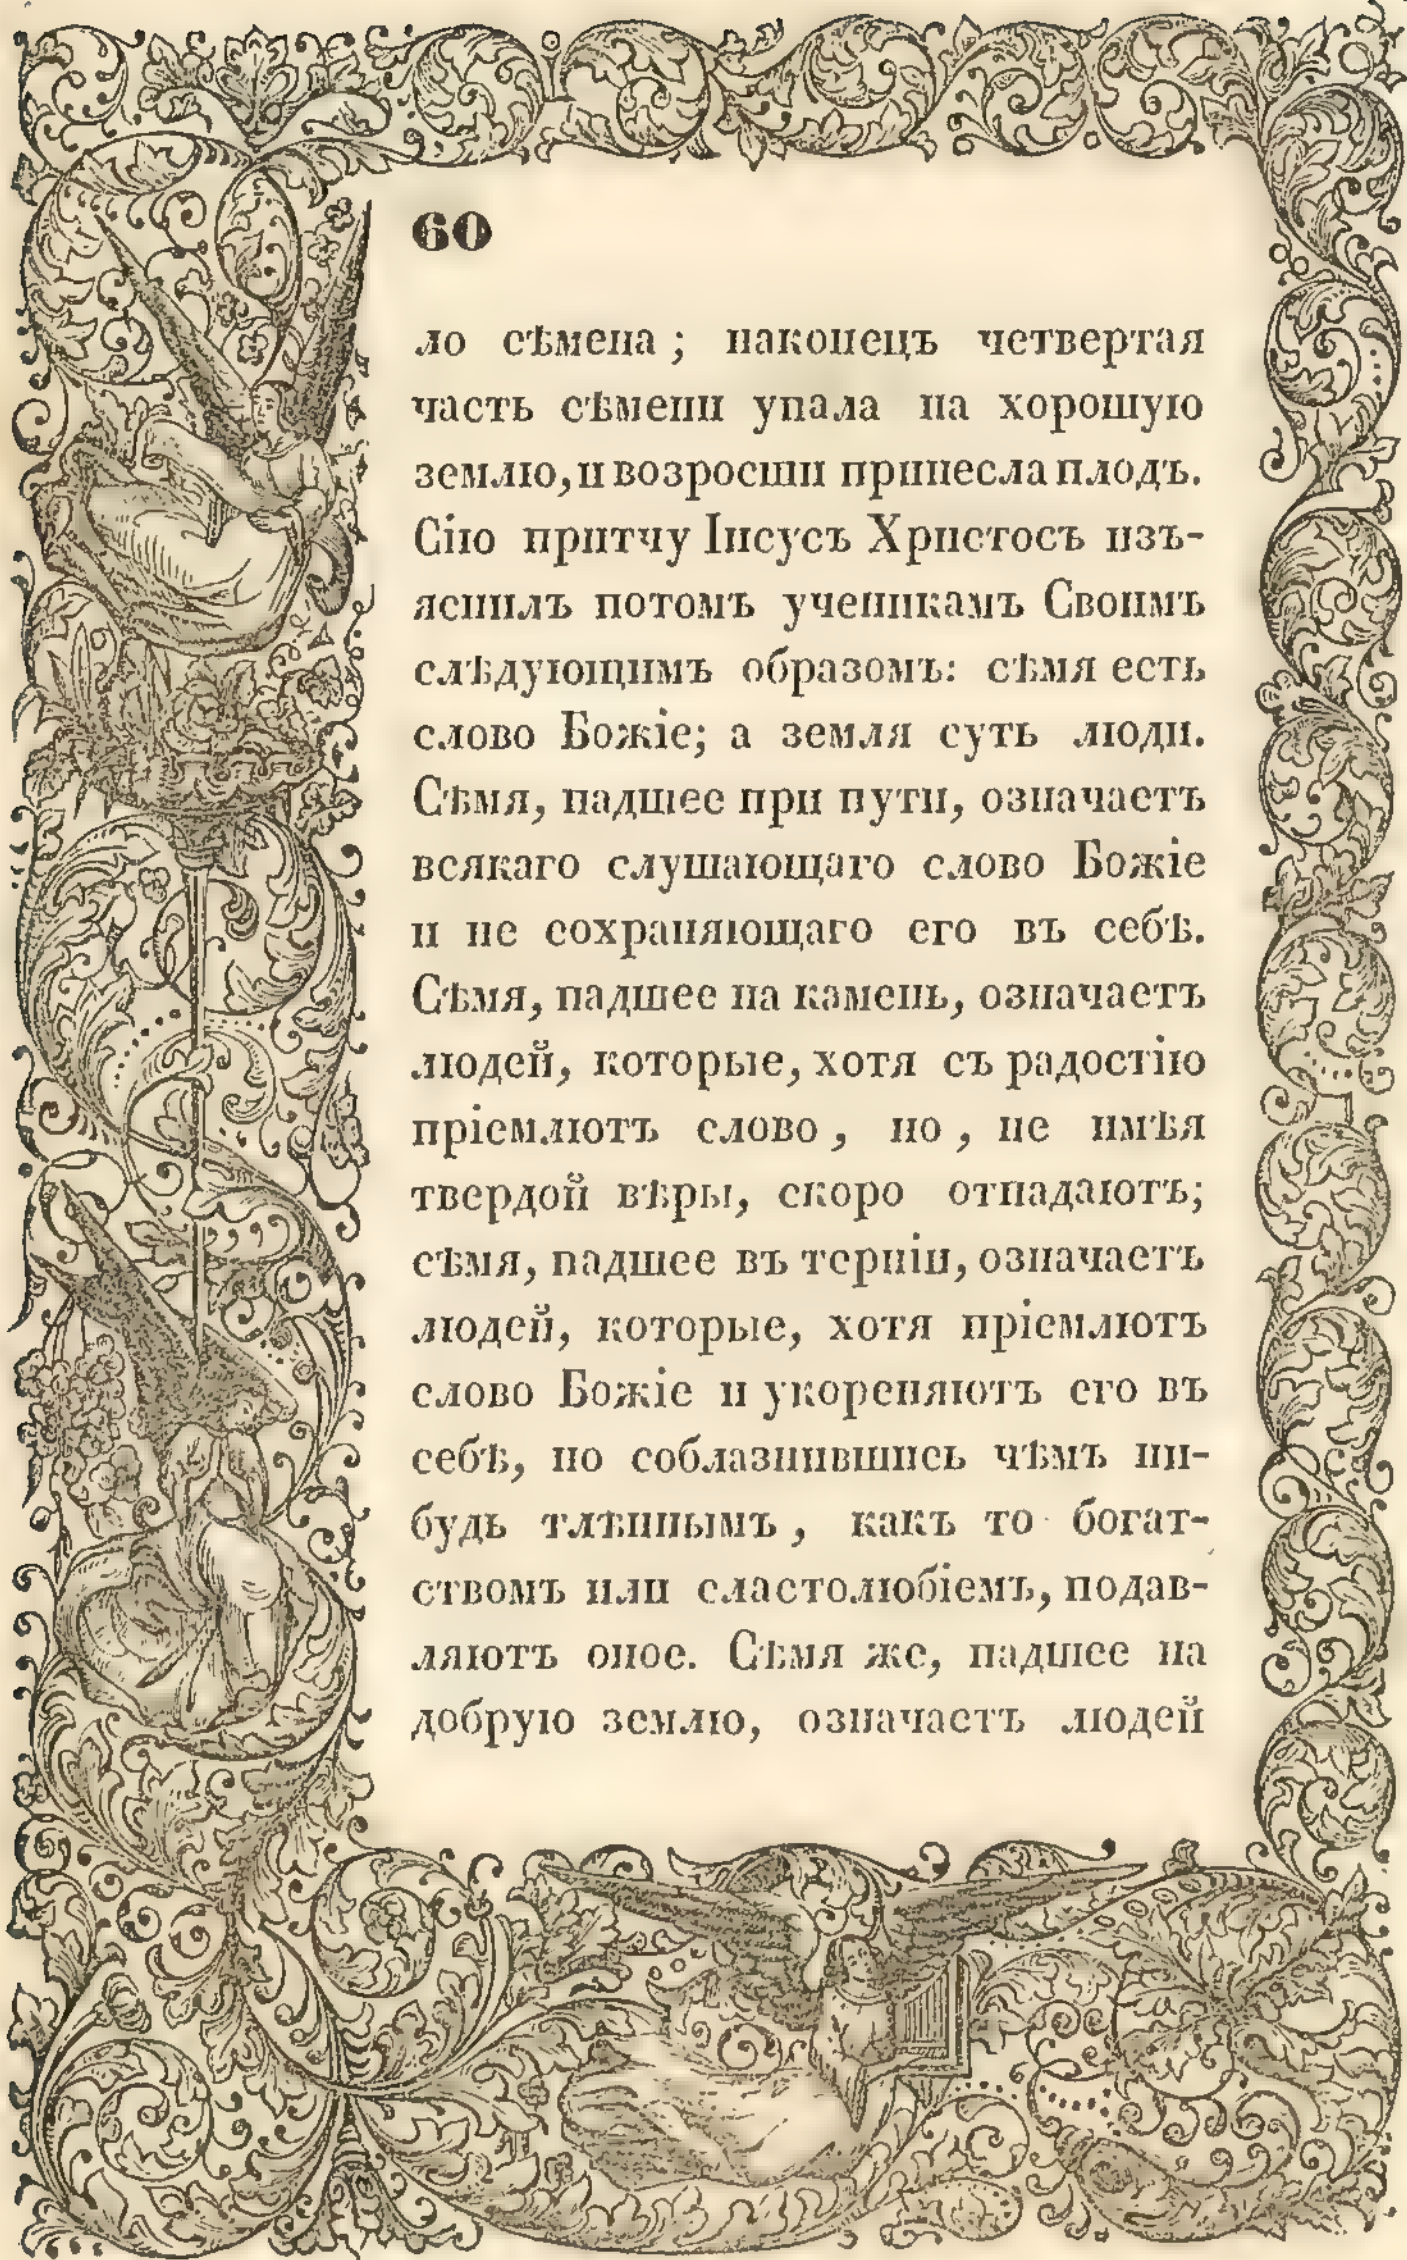 60
ло сѣмена; наконецъ четвертая
часть сѣмени упала на хорошую
землю, и возросши принесла плодъ.
Сію притчу Іисусъ Христосъ изъ-
яснилъ потомъ ученикамъ Своимъ
слѣдующимъ образомъ: сѣмя есть
слово Божіе; а земля суть люди.
Сѣмя, падшее при пути, означаетъ
всякаго слушающаго слово Божіе
и не сохраняющаго его въ себѣ.
Сѣмя, падшее на камень, означаетъ
людей, которые, хотя съ радостію
пріемлютъ слово, но, не имѣя
твердой вѣры, скоро отпадаютъ;
сѣмя, падшее въ терніи, означаетъ
людей, которые, хотя пріемлютъ
слово Божіе и укореняютъ его въ
себѣ, но соблазнившись чѣмъ ни-
будь тлѣннымъ, какъ то богат-
ствомъ или сластолюбіемъ, подав-
ляютъ оное. Сѣмя же, падшее на
добрую землю, означаетъ людей